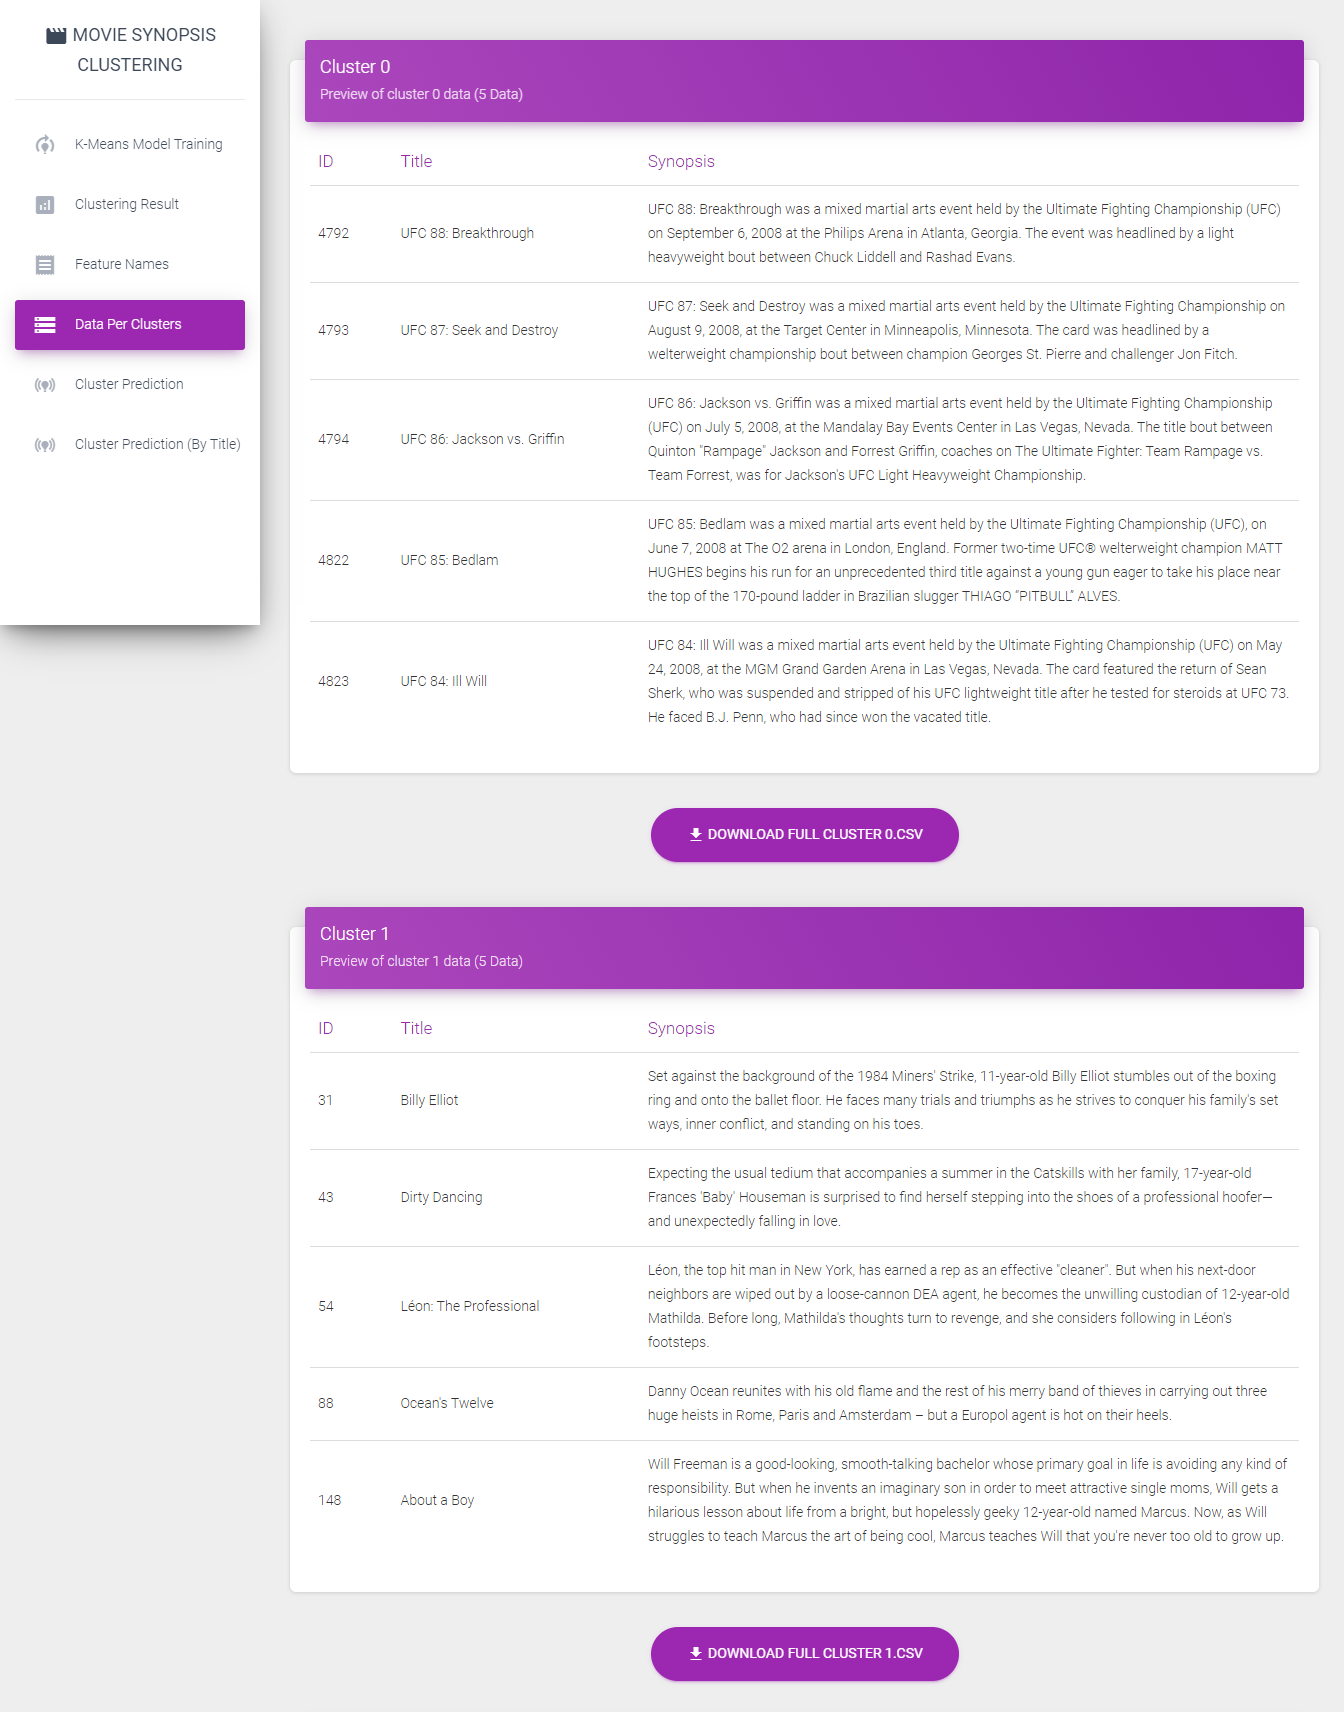 MOVIE SYNOPSIS
CLUSTERING
K-Means Model Training
Clustering Result
Feature Names
Data Per Clusters
Cluster Prediction
Cluster Prediction (By Title)
Cluster 0
Preview of cluster 0 data (5 Data)
ID Title Synopsis
4792 UFC 88: Breakthrough
UFC 88: Breakthrough was a mixed martial arts event held by the Ultimate Fighting Championship (UFC)
on September 6, 2008 at the Philips Arena in Atlanta, Georgia. The event was headlined by a light
heavyweight bout between Chuck Liddell and Rashad Evans.
4793 UFC 87: Seek and Destroy
UFC 87: Seek and Destroy was a mixed martial arts event held by the Ultimate Fighting Championship on
August 9, 2008, at the Target Center in Minneapolis, Minnesota. The card was headlined by a
welterweight championship bout between champion Georges St. Pierre and challenger Jon Fitch.
4794 UFC 86: Jackson vs. Griffin
UFC 86: Jackson vs. Griffin was a mixed martial arts event held by the Ultimate Fighting Championship
(UFC) on July 5, 2008, at the Mandalay Bay Events Center in Las Vegas, Nevada. The title bout between
Quinton "Rampage" Jackson and Forrest Griffin, coaches on The Ultimate Fighter: Team Rampage vs.
Team Forrest, was for Jackson's UFC Light Heavyweight Championship.
4822 UFC 85: Bedlam
UFC 85: Bedlam was a mixed martial arts event held by the Ultimate Fighting Championship (UFC), on
June 7, 2008 at The O2 arena in London, England. Former two-time UFC® welterweight champion MATT
HUGHES begins his run for an unprecedented third title against a young gun eager to take his place near
the top of the 170-pound ladder in Brazilian slugger THIAGO “PITBULL” ALVES.
4823 UFC 84: Ill Will
UFC 84: Ill Will was a mixed martial arts event held by the Ultimate Fighting Championship (UFC) on May
24, 2008, at the MGM Grand Garden Arena in Las Vegas, Nevada. The card featured the return of Sean
Sherk, who was suspended and stripped of his UFC lightweight title after he tested for steroids at UFC 73.
He faced B.J. Penn, who had since won the vacated title.
DOWNLOAD FULL CLUSTER 0.CSV
Cluster 1
Preview of cluster 1 data (5 Data)
ID Title Synopsis
31 Billy Elliot
Set against the background of the 1984 Miners' Strike, 11-year-old Billy Elliot stumbles out of the boxing
ring and onto the ballet floor. He faces many trials and triumphs as he strives to conquer his family's set
ways, inner conflict, and standing on his toes.
43 Dirty Dancing
Expecting the usual tedium that accompanies a summer in the Catskills with her family, 17-year-old
Frances 'Baby' Houseman is surprised to find herself stepping into the shoes of a professional hoofer—
and unexpectedly falling in love.
54 Léon: The Professional
Léon, the top hit man in New York, has earned a rep as an effective "cleaner". But when his next-door
neighbors are wiped out by a loose-cannon DEA agent, he becomes the unwilling custodian of 12-year-old
Mathilda. Before long, Mathilda's thoughts turn to revenge, and she considers following in Léon's
footsteps.
88 Ocean's Twelve
Danny Ocean reunites with his old flame and the rest of his merry band of thieves in carrying out three
huge heists in Rome, Paris and Amsterdam – but a Europol agent is hot on their heels.
148 About a Boy
Will Freeman is a good-looking, smooth-talking bachelor whose primary goal in life is avoiding any kind of
responsibility. But when he invents an imaginary son in order to meet attractive single moms, Will gets a
hilarious lesson about life from a bright, but hopelessly geeky 12-year-old named Marcus. Now, as Will
struggles to teach Marcus the art of being cool, Marcus teaches Will that you're never too old to grow up.
DOWNLOAD FULL CLUSTER 1.CSV